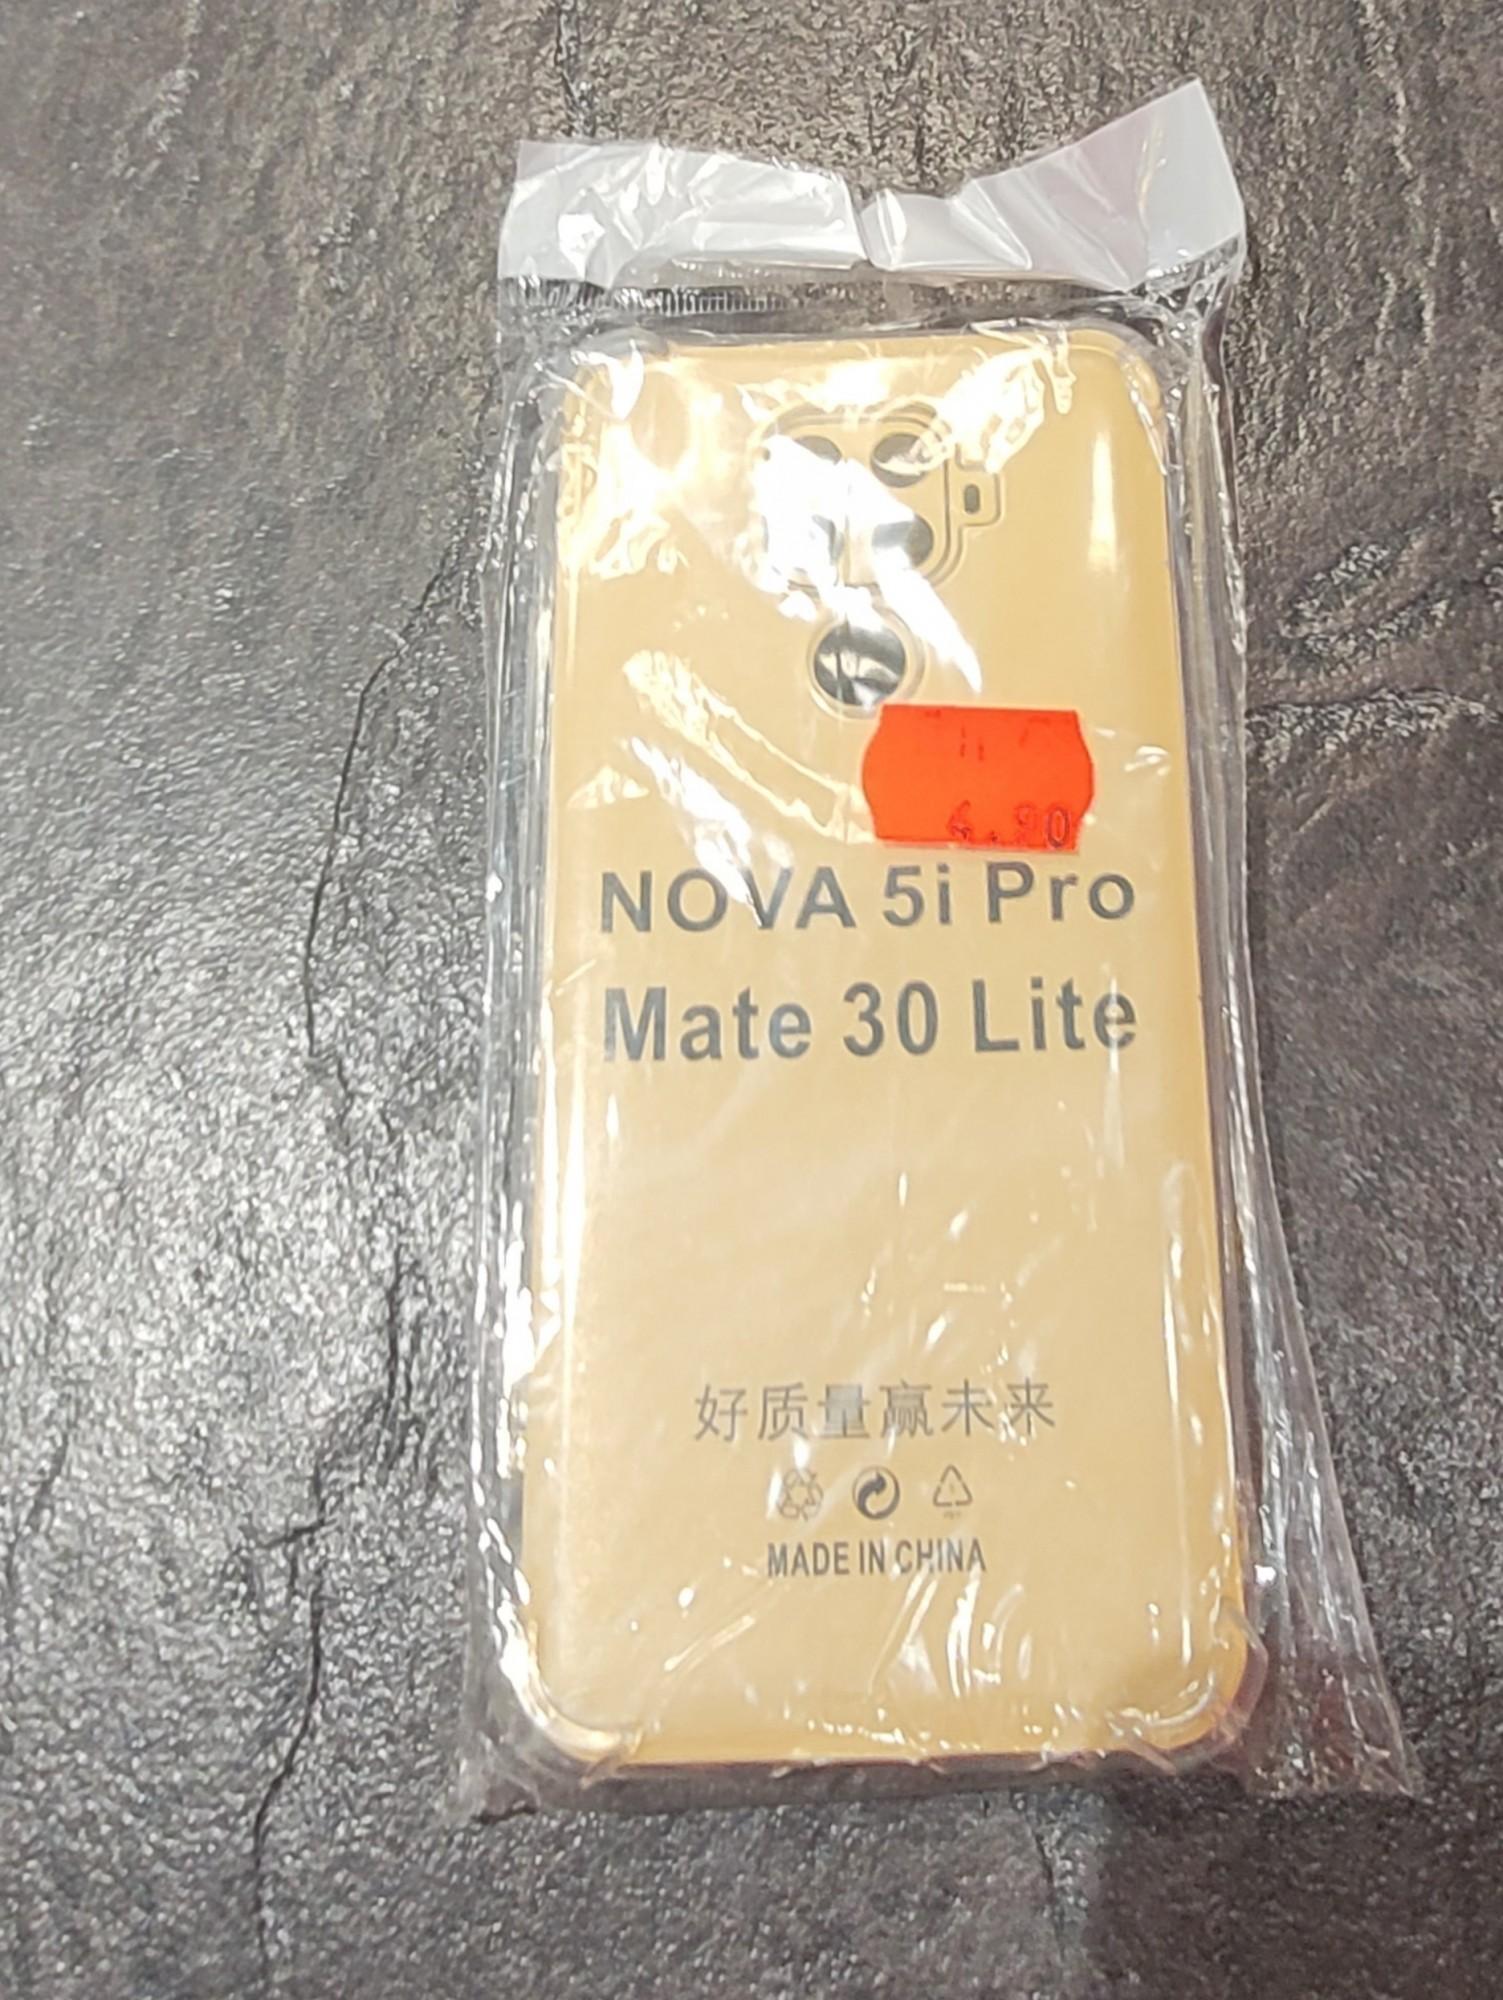 NOVA 5i Pro
Mate 30 Lite
好质量赢未来
MADE IN CHINA